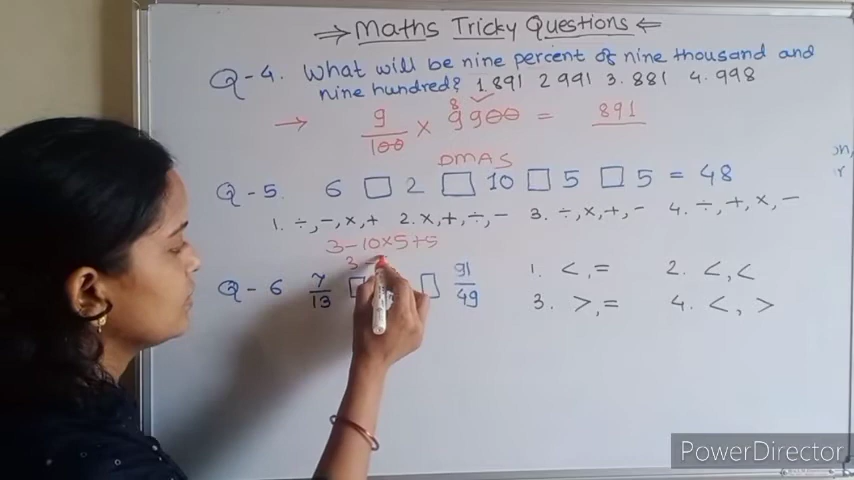 ⇒ Maths Tricky Questions ⇐
Q-4. What will be nine percent of nine thousand and
nine hundred? 1. 891 2 991 3. 881 4. 998
→ 9/100 × 9900 = 891
8
DMAS
Q-5. 6 □ 2 □ 10 □ 5 □ 5 = 48
1. ÷,-,×,+ 2. ×,+,÷,- 3. ÷,×,+,- 4. ÷,+,×,-
3-10×5+5
3-
Q-6 7/13 □ □ 91/49 1. <,= 2. <,<
3. >,= 4. <,>
PowerDirector